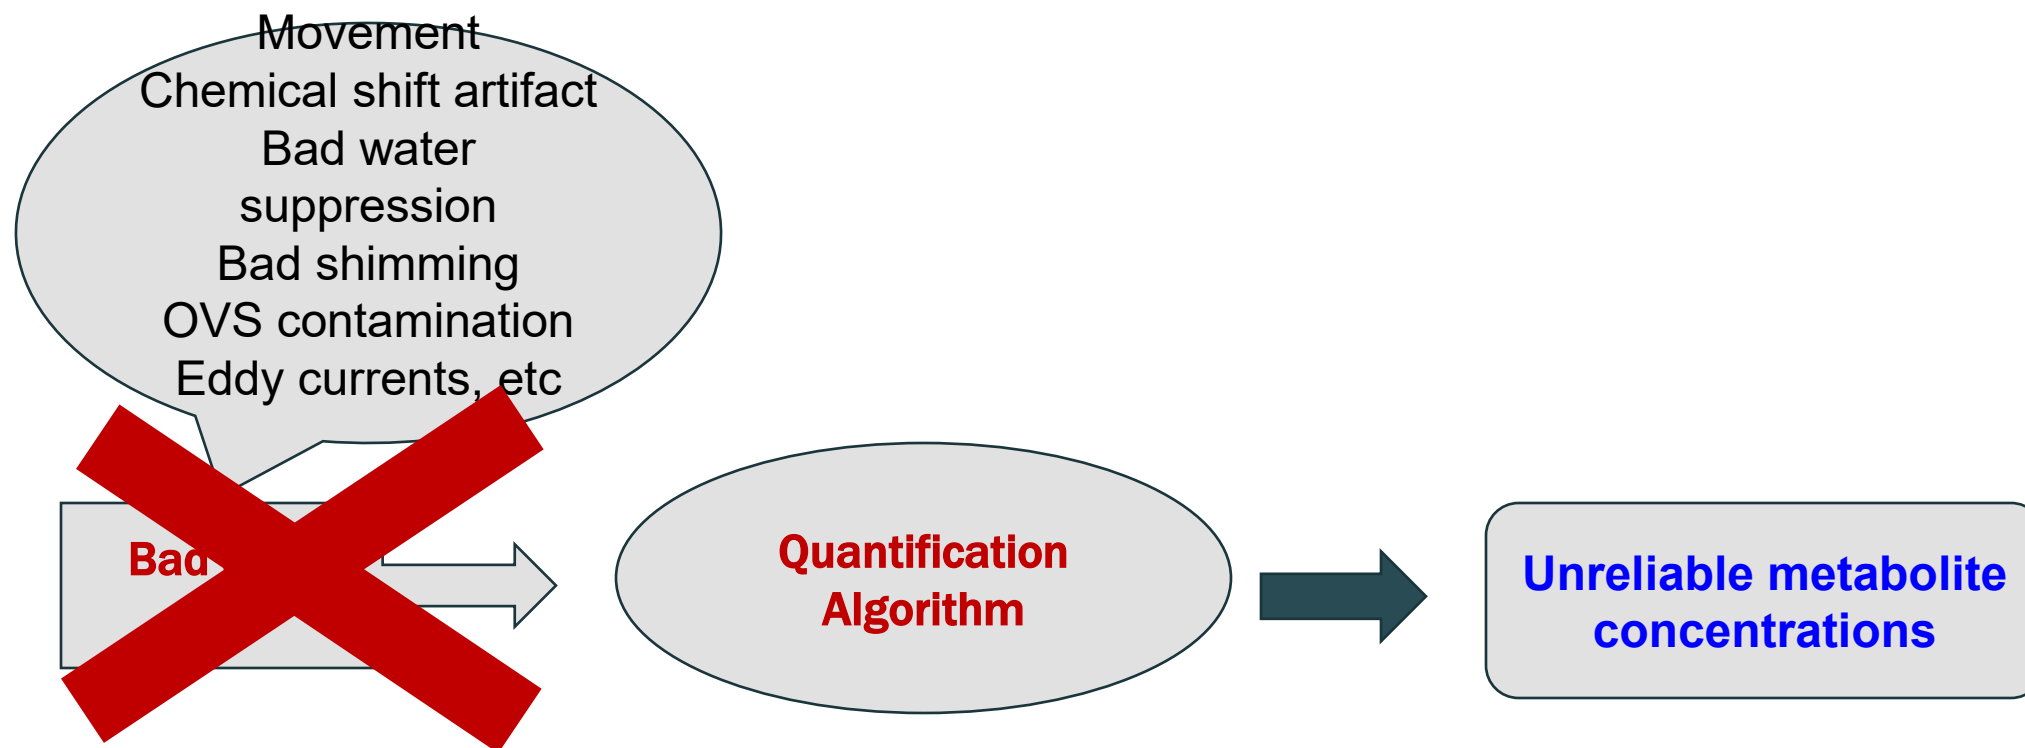 Movement
Chemical shift artifact
Bad water
suppression
Bad shimming
OVS contamination
Eddy currents, etc
Bad
Quantification
Algorithm
Unreliable metabolite
concentrations